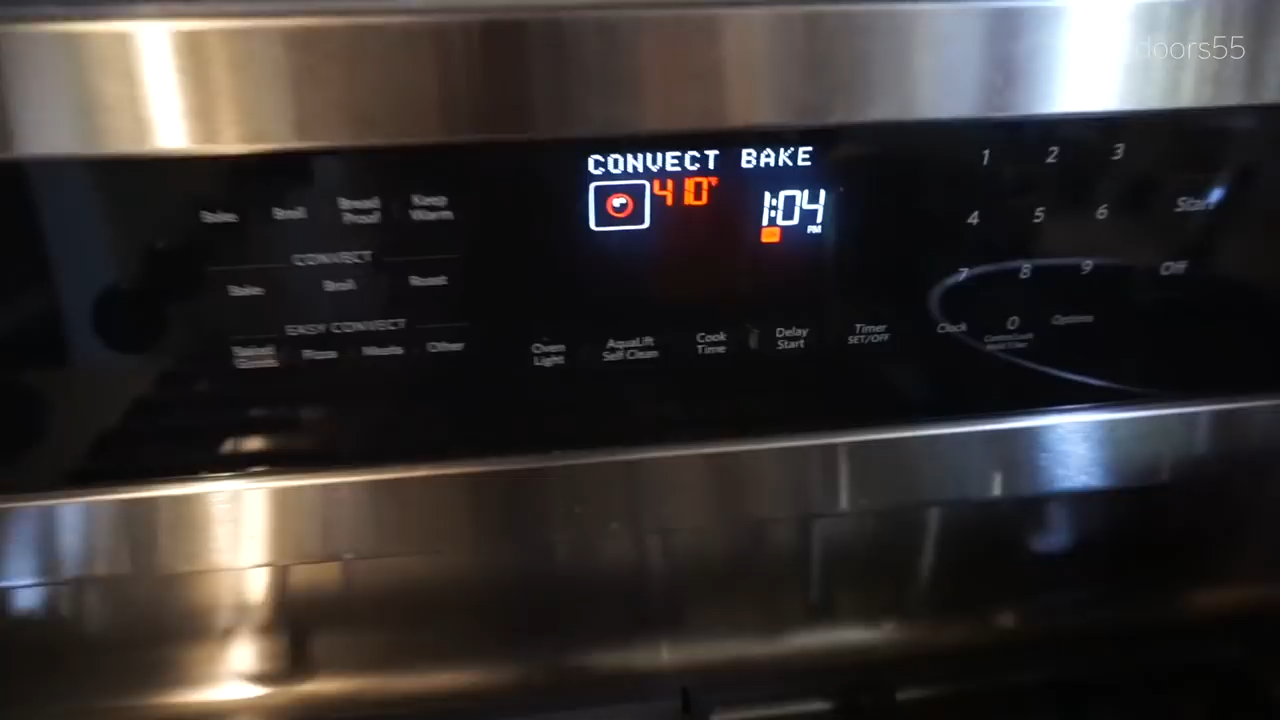 doors55
CONVECT BAKE
410°
1:04
PM
1 2 3
4 5 6
7 8 9
0
Start
Off
Bake Broil Bread Proof Keep Warm
CONVECT
Bake Broil Roast
EASY CONVECT
Pizza Meats Other
Oven Light
AquaLift Self Clean
Cook Time
Delay Start
Timer SET/OFF
Clock
Options